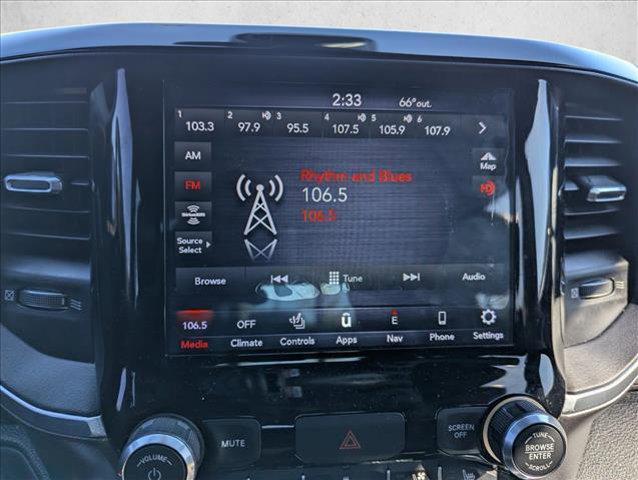 2:33 66° out.
1 2 3 4 5 6
103.3 97.9 95.5 107.5 105.9 107.9
AM
FM
SiriusXM
Source Select
Map
Rhythm and Blues
106.5
106.5
Browse Tune Audio
106.5 OFF E
Media Climate Controls Apps Nav Phone Settings
VOLUME
MUTE
SCREEN OFF
TUNE
BROWSE
ENTER
SCROLL